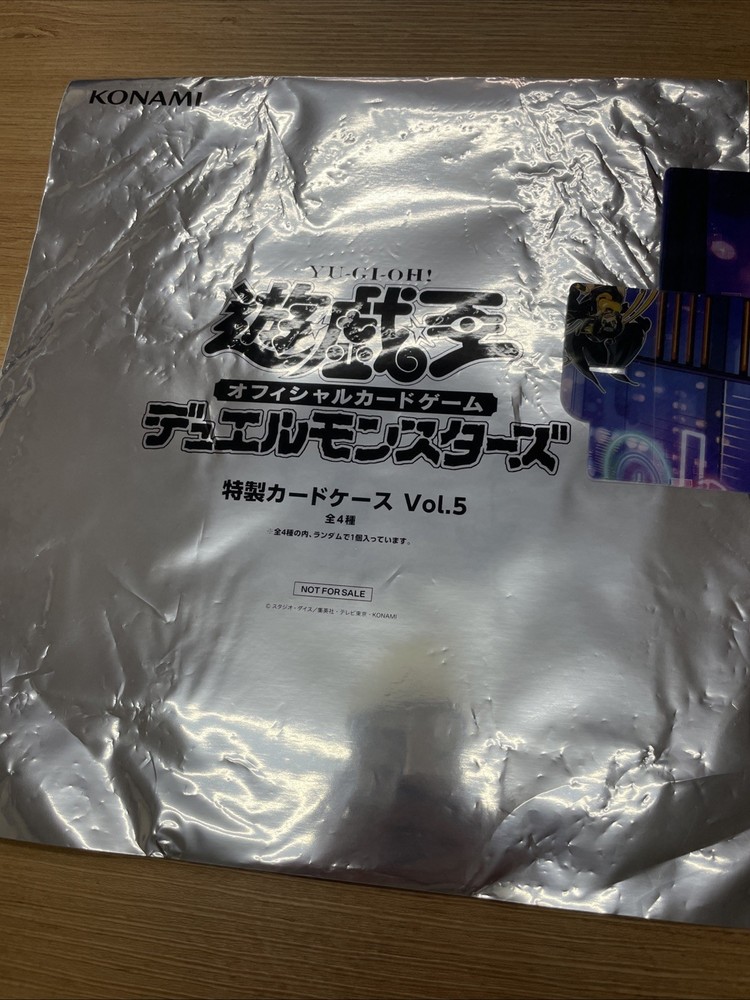 KONAMI
YU-GI-OH!
遊戯王
オフィシャルカードゲーム
デュエルモンスターズ
特製カードケース Vol.5
全4種
全4種の内、ランダムで1個入っています。
NOT FOR SALE
©スタジオ・ダイス/集英社・テレビ東京・KONAMI